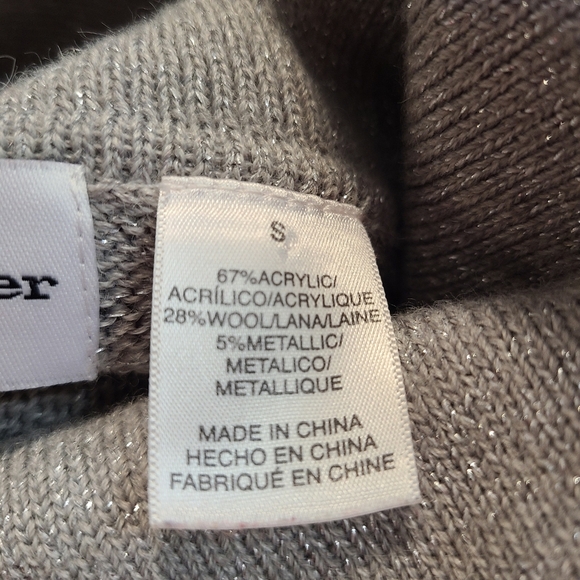 er
S
67%ACRYLIC/
ACRÍLICO/ACRYLIQUE
28%WOOL/LANA/LAINE
5%METALLIC/
METALICO/
METALLIQUE
MADE IN CHINA
HECHO EN CHINA
FABRIQUÉ EN CHINE